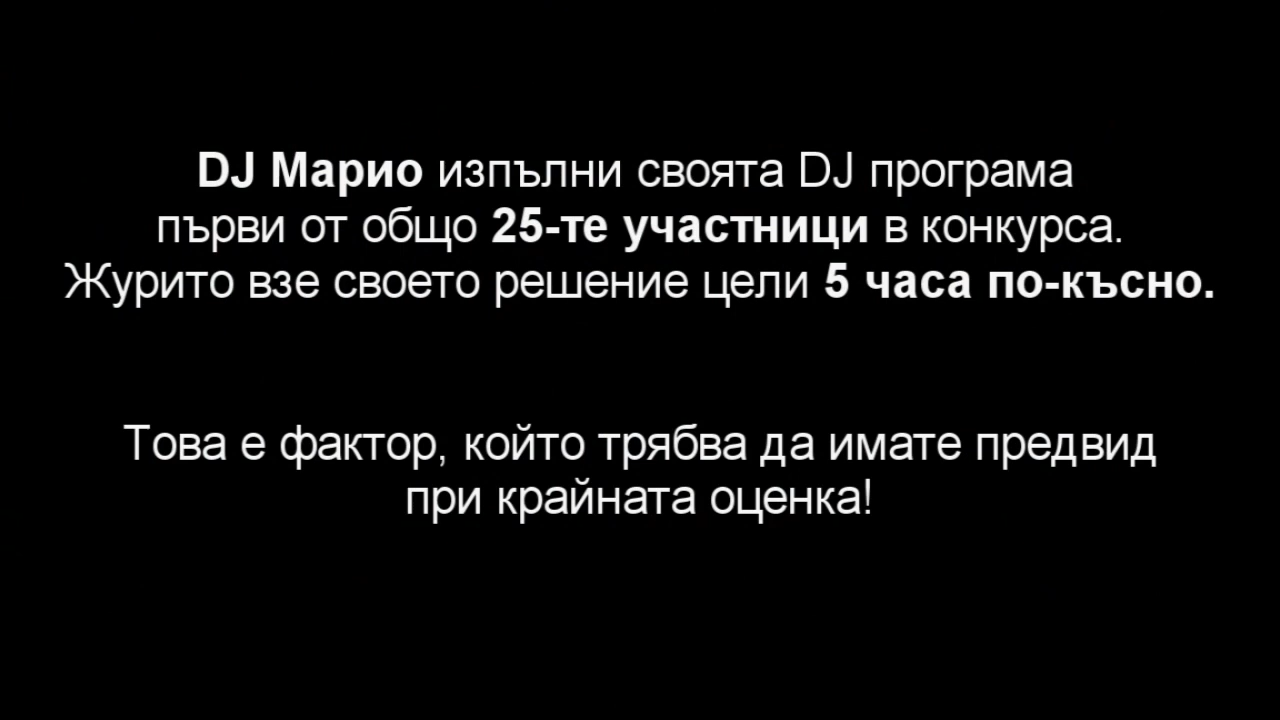 DJ Марио изпълни своята DJ програма
първи от общо 25-те участници в конкурса.
Журито взе своето решение цели 5 часа по-късно.
Това е фактор, който трябва да имате предвид
при крайната оценка!